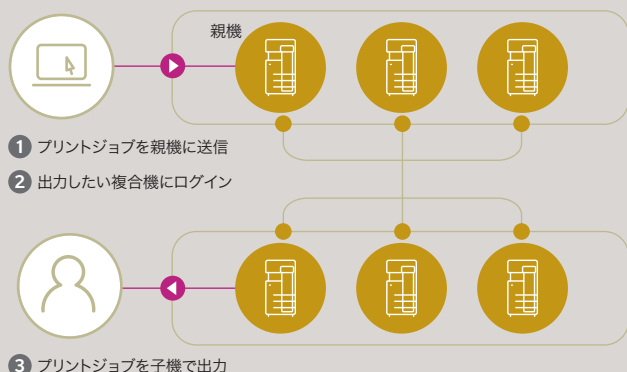 親機
1 プリントジョブを親機に送信
2 出力したい複合機にログイン
3 プリントジョブを子機で出力